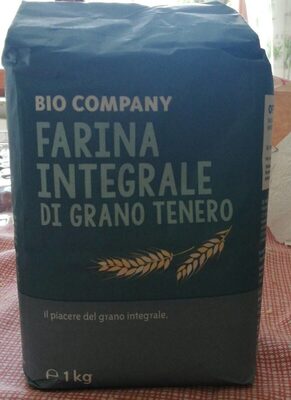 BIO COMPANY
FARINA
INTEGRALE
DI GRANO TENERO
il piacere del grano integrale.
℮ 1 kg